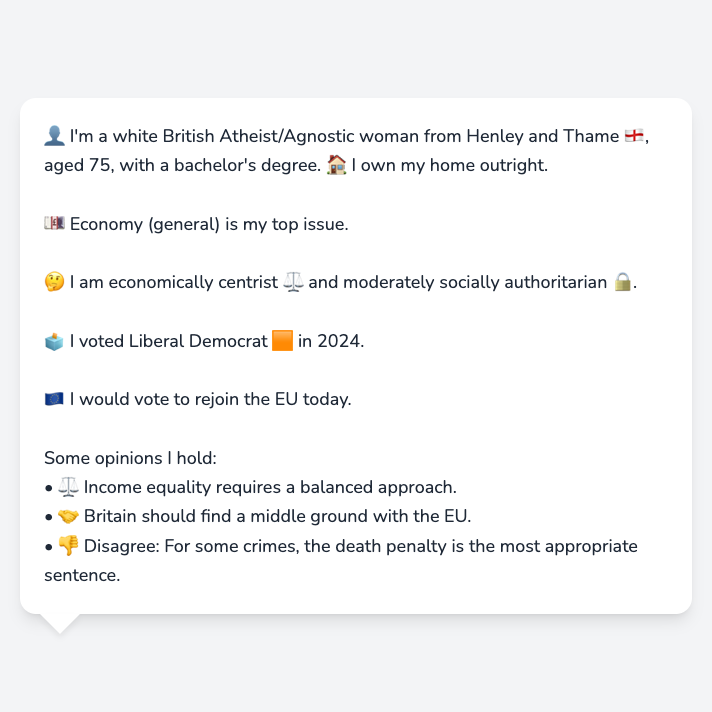 👤 I'm a white British Atheist/Agnostic woman from Henley and Thame 🏴󠁧󠁢󠁥󠁮󠁧󠁿,
aged 75, with a bachelor's degree. 🏠 I own my home outright.
💷 Economy (general) is my top issue.
🤔 I am economically centrist ⚖️ and moderately socially authoritarian 🔒.
🗳️ I voted Liberal Democrat 🟧 in 2024.
🇪🇺 I would vote to rejoin the EU today.
Some opinions I hold:
• ⚖️ Income equality requires a balanced approach.
• 🤝 Britain should find a middle ground with the EU.
• 👎 Disagree: For some crimes, the death penalty is the most appropriate
sentence.